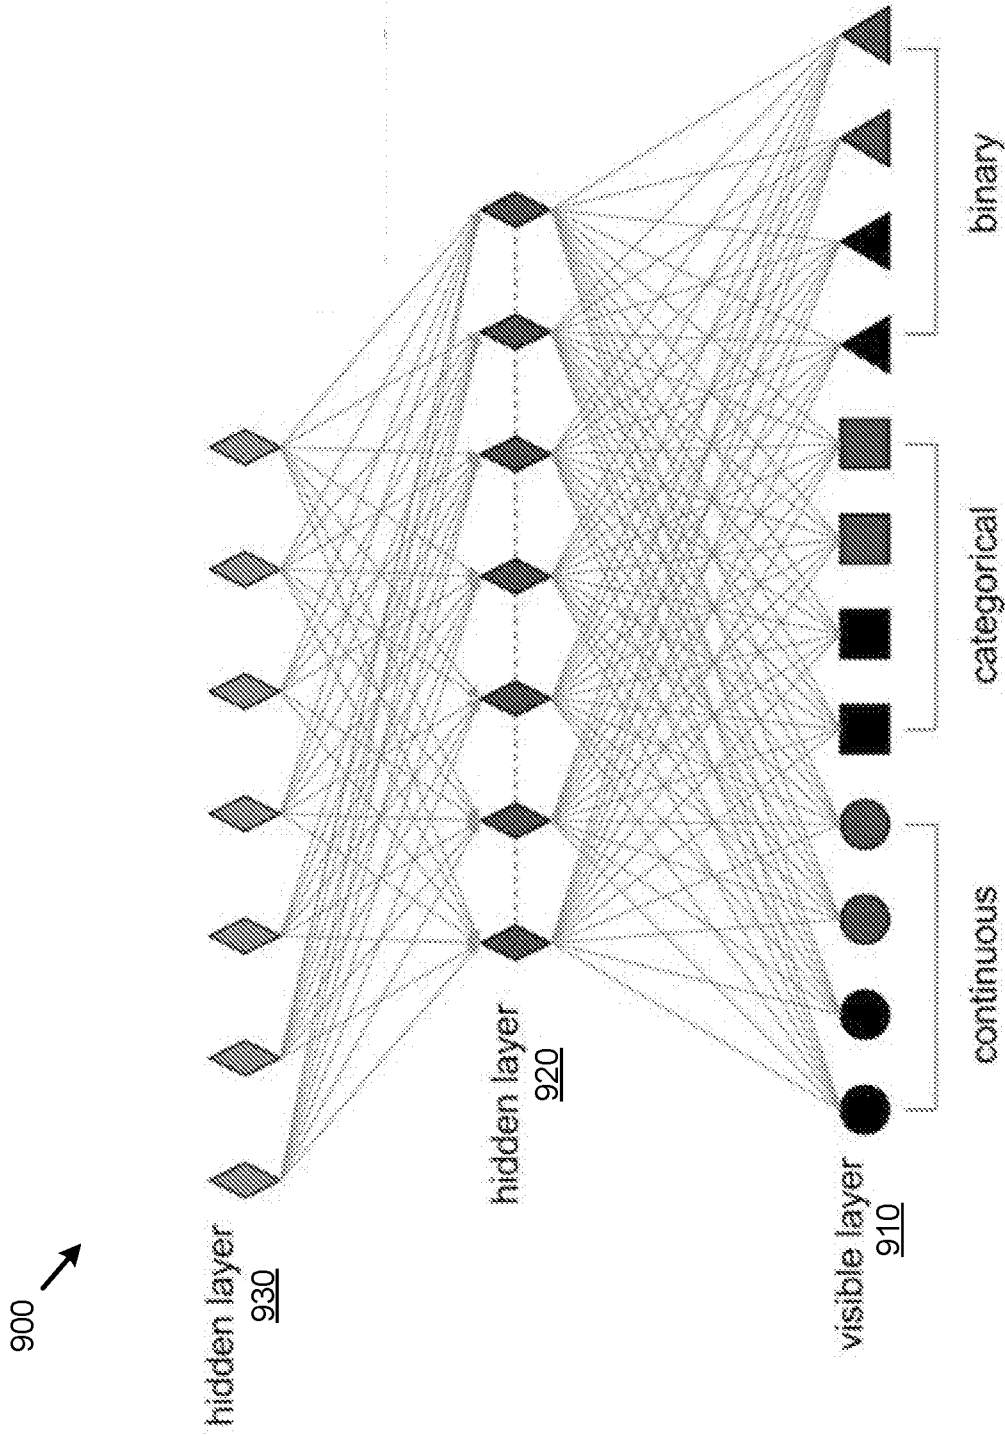 900
hidden layer
930
hidden layer
920
visible layer
910
continuous
categorical
binary